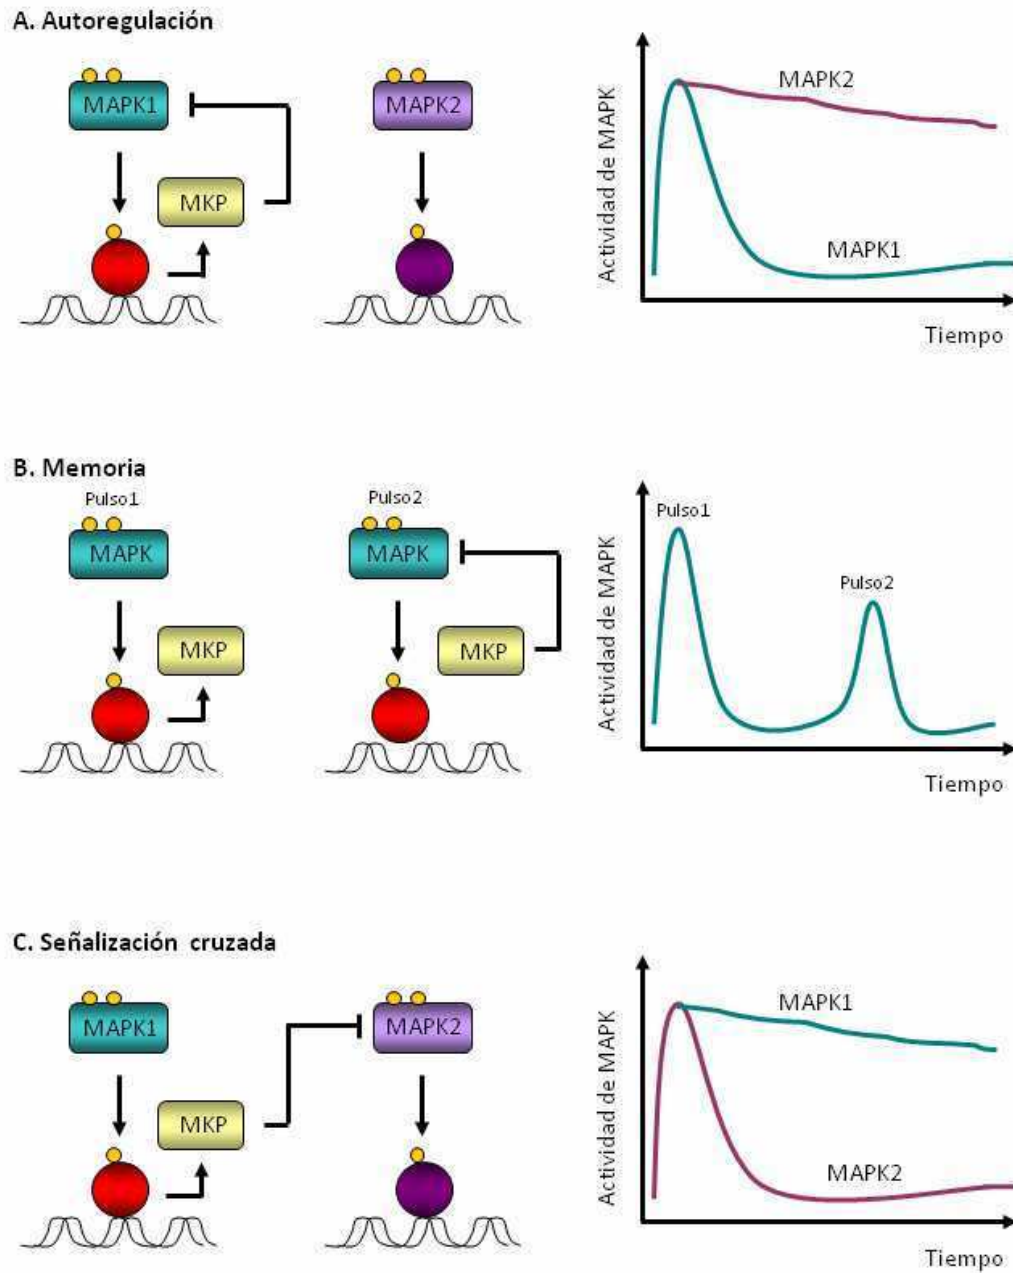 A. Autoregulación
MAPK1
MAPK2
MKP
Actividad de MAPK
MAPK2
MAPK1
Tiempo
B. Memoria
Pulso1
Pulso2
MAPK
MAPK
MKP
MKP
Actividad de MAPK
Pulso1
Pulso2
Tiempo
C. Señalización cruzada
MAPK1
MAPK2
MKP
Actividad de MAPK
MAPK1
MAPK2
Tiempo